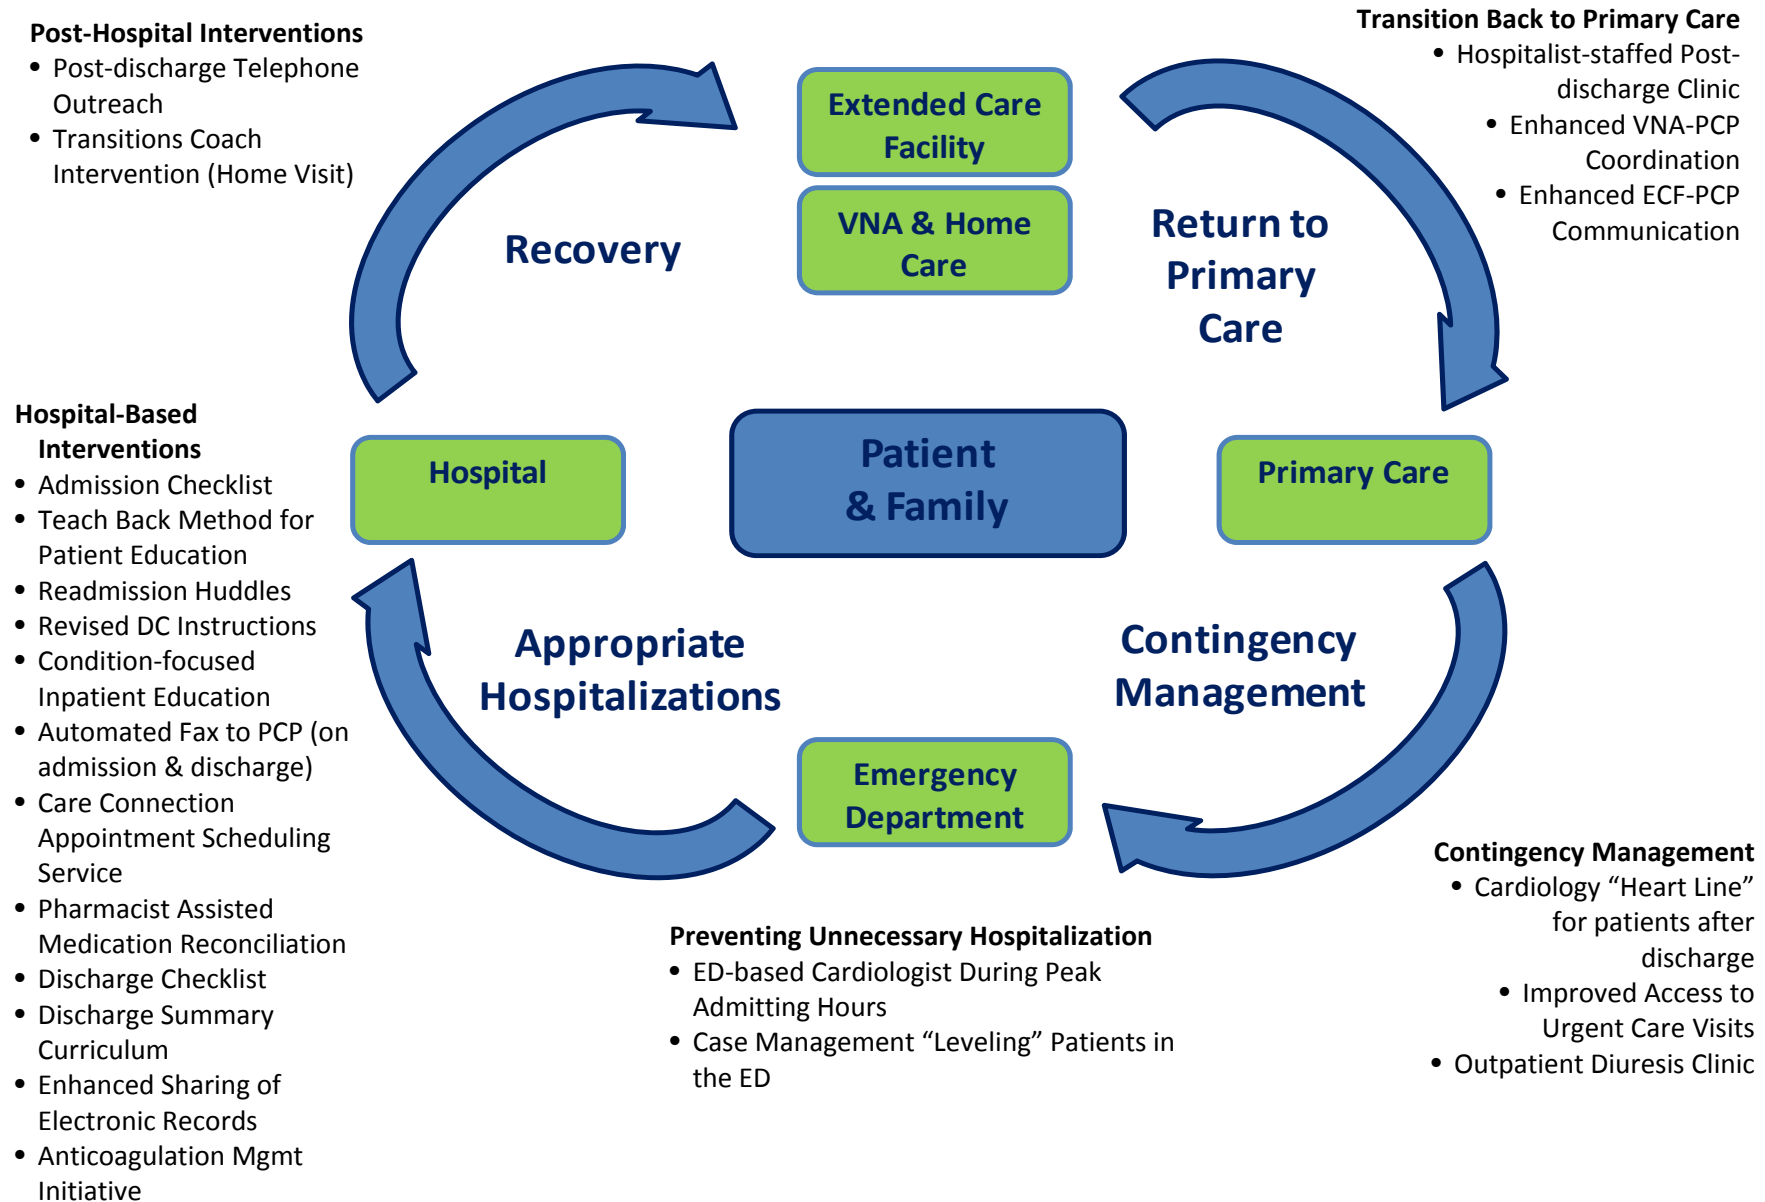 Post-Hospital Interventions
• Post-discharge Telephone
Outreach
• Transitions Coach
Intervention (Home Visit)
Transition Back to Primary Care
• Hospitalist-staffed Post-
discharge Clinic
• Enhanced VNA-PCP
Coordination
• Enhanced ECF-PCP
Communication
Extended Care
Facility
VNA & Home
Care
Recovery
Return to
Primary
Care
Hospital-Based
Interventions
• Admission Checklist
• Teach Back Method for
Patient Education
• Readmission Huddles
• Revised DC Instructions
• Condition-focused
Inpatient Education
• Automated Fax to PCP (on
admission & discharge)
• Care Connection
Appointment Scheduling
Service
• Pharmacist Assisted
Medication Reconciliation
• Discharge Checklist
• Discharge Summary
Curriculum
• Enhanced Sharing of
Electronic Records
• Anticoagulation Mgmt
Initiative
Hospital
Patient
& Family
Primary Care
Appropriate
Hospitalizations
Contingency
Management
Emergency
Department
Preventing Unnecessary Hospitalization
• ED-based Cardiologist During Peak
Admitting Hours
• Case Management “Leveling” Patients in
the ED
Contingency Management
• Cardiology “Heart Line”
for patients after
discharge
• Improved Access to
Urgent Care Visits
• Outpatient Diuresis Clinic